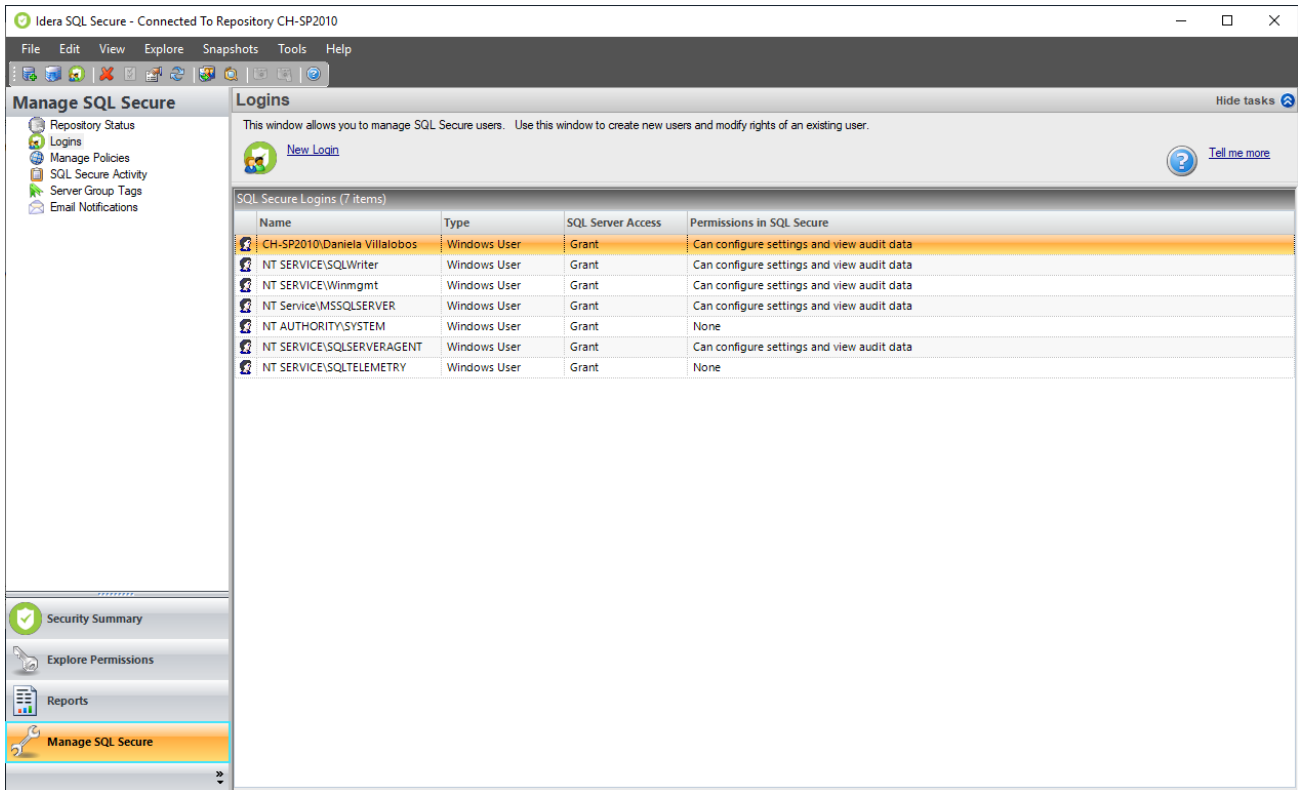 Idera SQL Secure - Connected To Repository CH-SP2010
File Edit View Explore Snapshots Tools Help
Manage SQL Secure
Repository Status
Logins
Manage Policies
SQL Secure Activity
Server Group Tags
Email Notifications
Security Summary
Explore Permissions
Reports
Manage SQL Secure
Logins Hide tasks
This window allows you to manage SQL Secure users. Use this window to create new users and modify rights of an existing user.
New Login Tell me more
SQL Secure Logins (7 items)
Name Type SQL Server Access Permissions in SQL Secure
CH-SP2010\Daniela Villalobos Windows User Grant Can configure settings and view audit data
NT SERVICE\SQLWriter Windows User Grant Can configure settings and view audit data
NT SERVICE\Winmgmt Windows User Grant Can configure settings and view audit data
NT Service\MSSQLSERVER Windows User Grant Can configure settings and view audit data
NT AUTHORITY\SYSTEM Windows User Grant None
NT SERVICE\SQLSERVERAGENT Windows User Grant Can configure settings and view audit data
NT SERVICE\SQLTELEMETRY Windows User Grant None